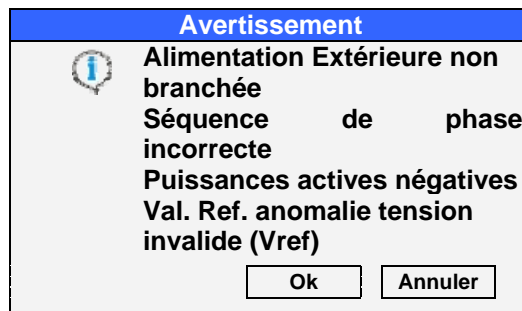 Avertissement
Alimentation Extérieure non
branchée
Séquence de phase
incorrecte
Puissances actives négatives
Val. Ref. anomalie tension
invalide (Vref)
Ok Annuler